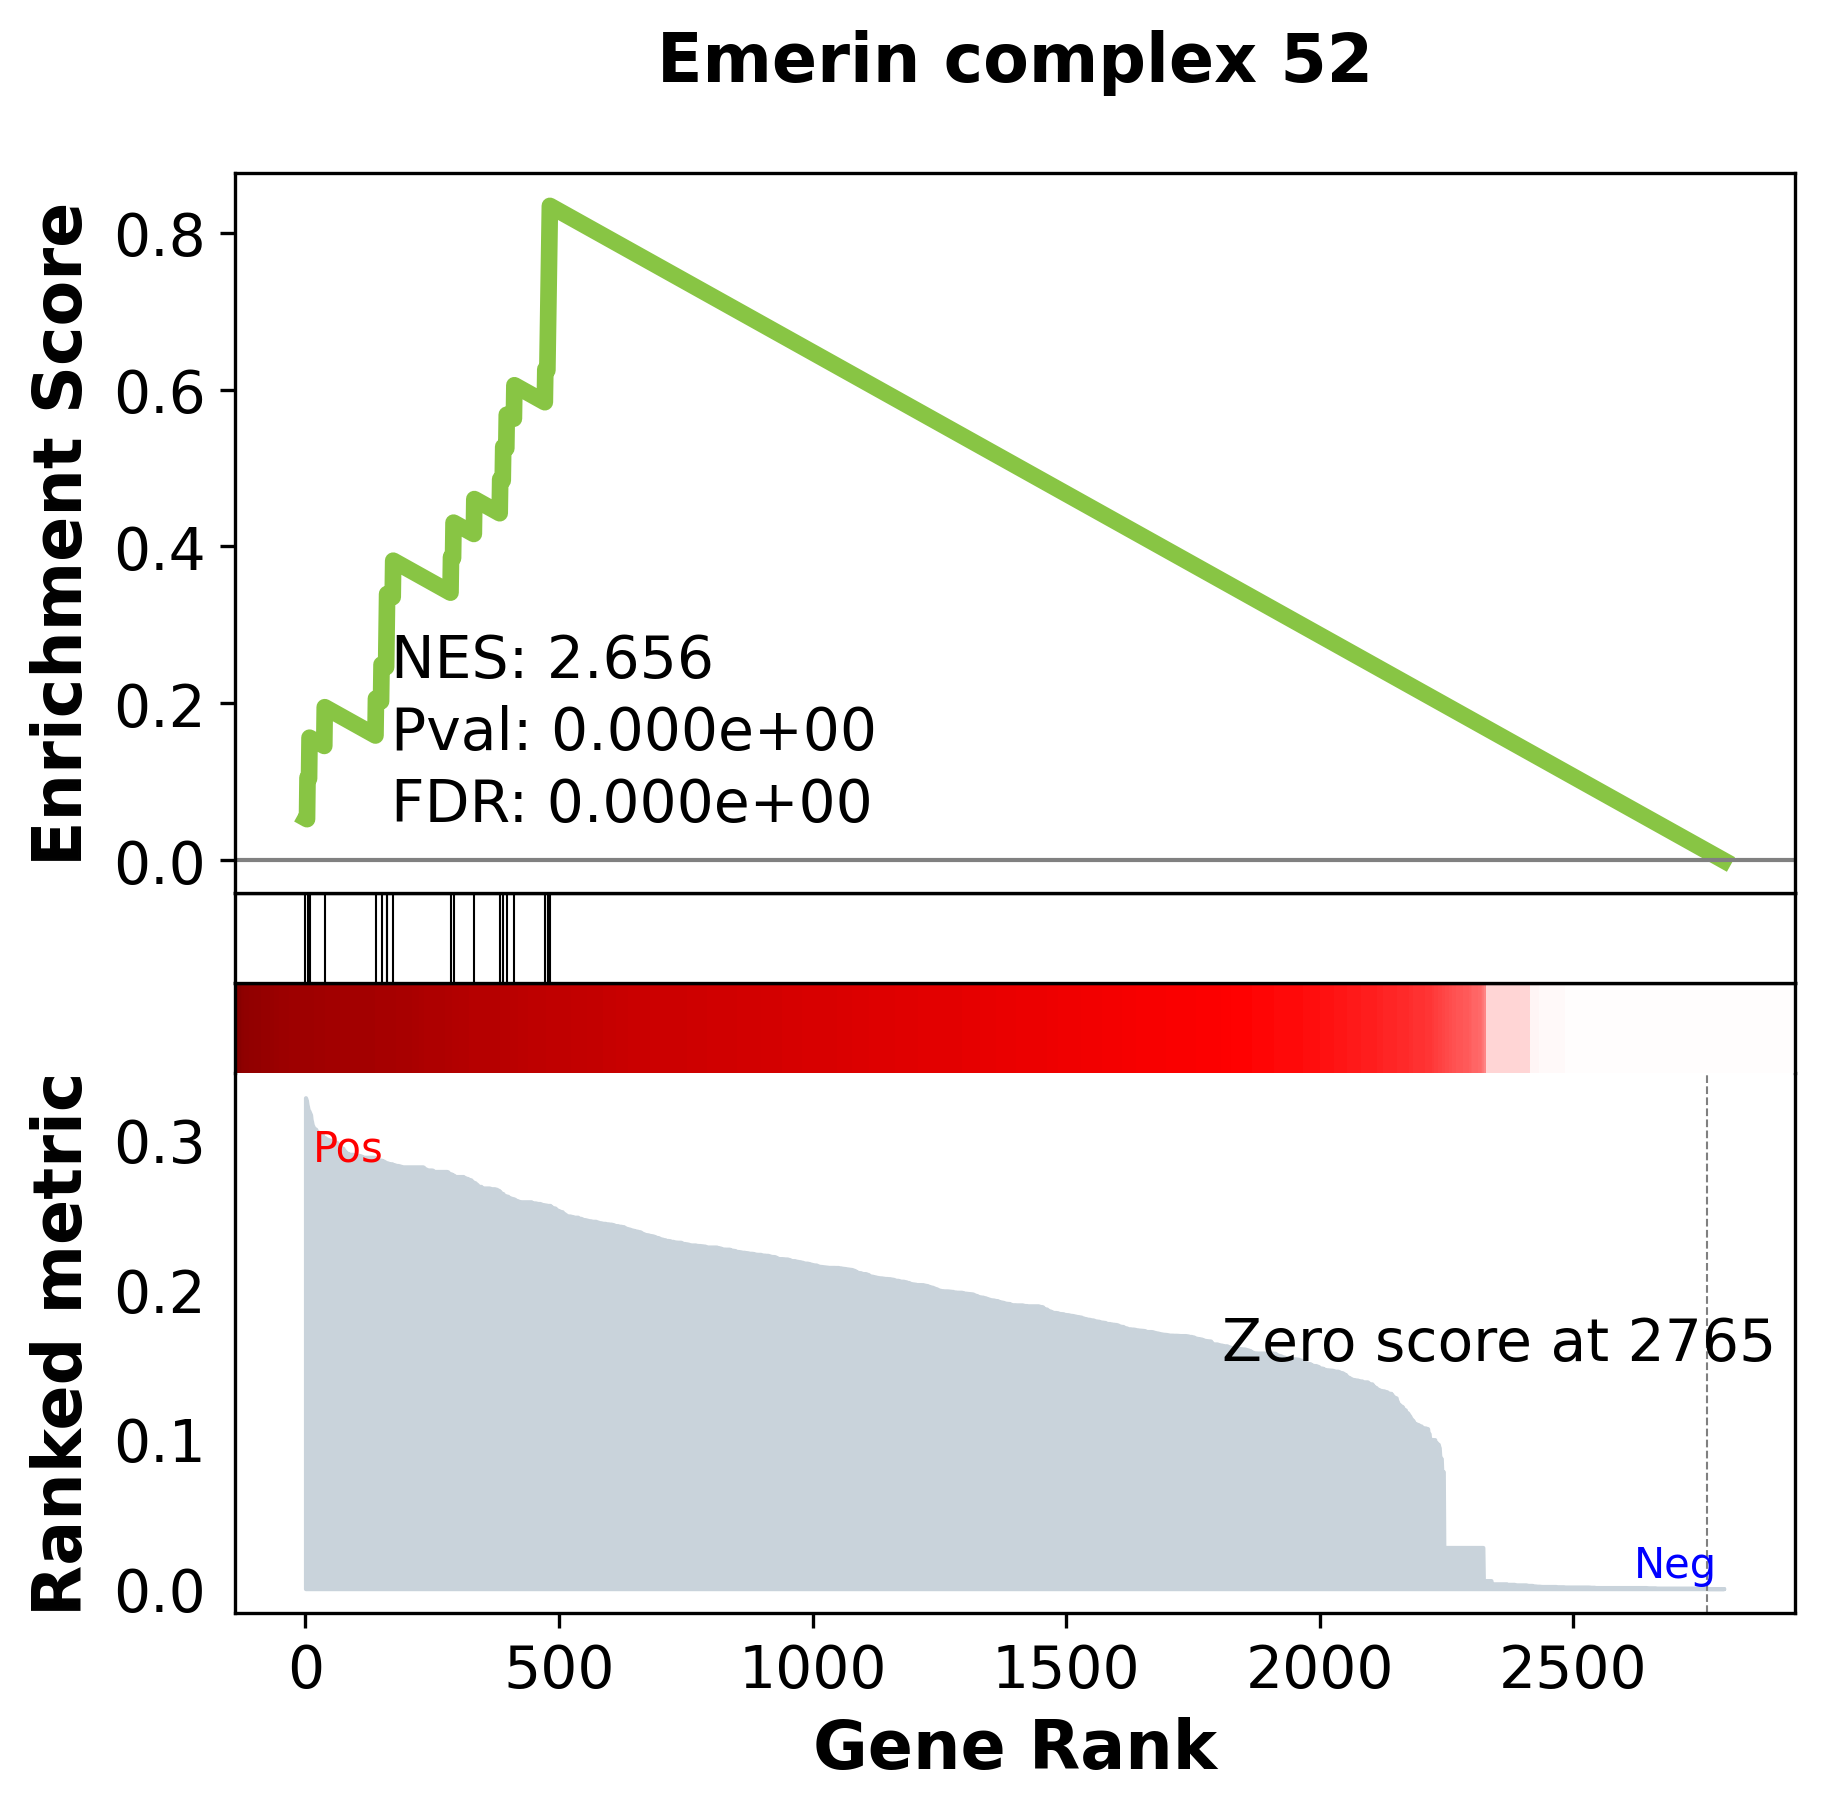 Emerin complex 52
Enrichment Score
0.8
0.6
0.4
0.2
0.0
NES: 2.656
Pval: 0.000e+00
FDR: 0.000e+00
Ranked metric
0.3
0.2
0.1
0.0
Pos
Zero score at 2765
Neg
0 500 1000 1500 2000 2500
Gene Rank